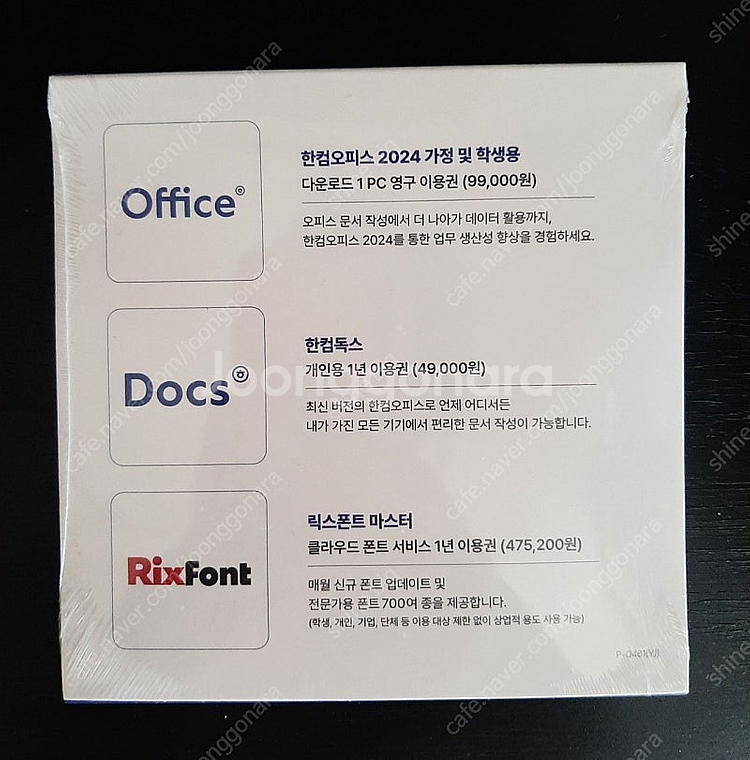 Office
한컴오피스 2024 가정 및 학생용
다운로드 1 PC 영구 이용권 (99,000원)
오피스 문서 작성에서 더 나아가 데이터 활용까지,
한컴오피스 2024를 통한 업무 생산성 향상을 경험하세요.
Docs
한컴독스
개인용 1년 이용권 (49,000원)
최신 버전의 한컴오피스로 언제 어디서든
내가 가진 모든 기기에서 편리한 문서 작성이 가능합니다.
joonggonara
RixFont
릭스폰트 마스터
클라우드 폰트 서비스 1년 이용권 (475,200원)
매월 신규 폰트 업데이트 및
전문가용 폰트 700여 종을 제공합니다.
(학생, 개인, 기업, 단체 등 이용 대상 제한 없이 상업적 용도 사용 가능)
P-0461(YJ)
cafe.naver.com/joonggonara